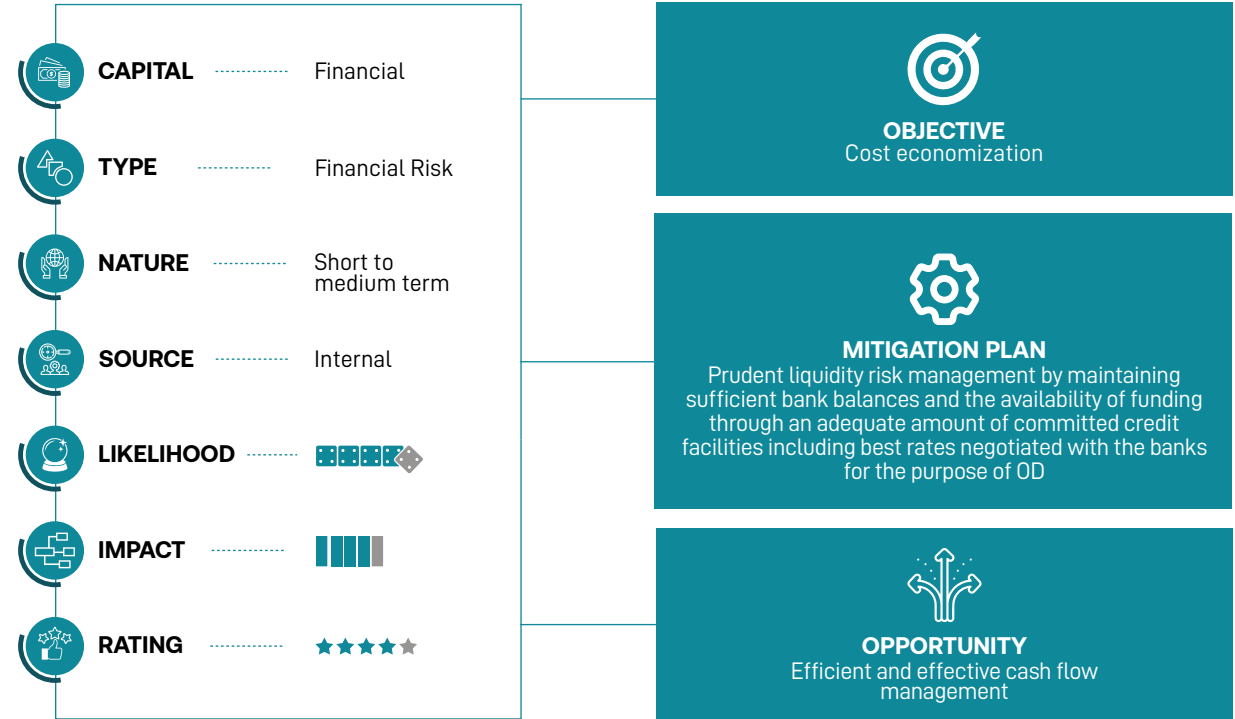 CAPITAL Financial
TYPE Financial Risk
NATURE Short to
medium term
SOURCE Internal
LIKELIHOOD
IMPACT
RATING
OBJECTIVE
Cost economization
MITIGATION PLAN
Prudent liquidity risk management by maintaining
sufficient bank balances and the availability of funding
through an adequate amount of committed credit
facilities including best rates negotiated with the banks
for the purpose of OD
OPPORTUNITY
Efficient and effective cash flow
management